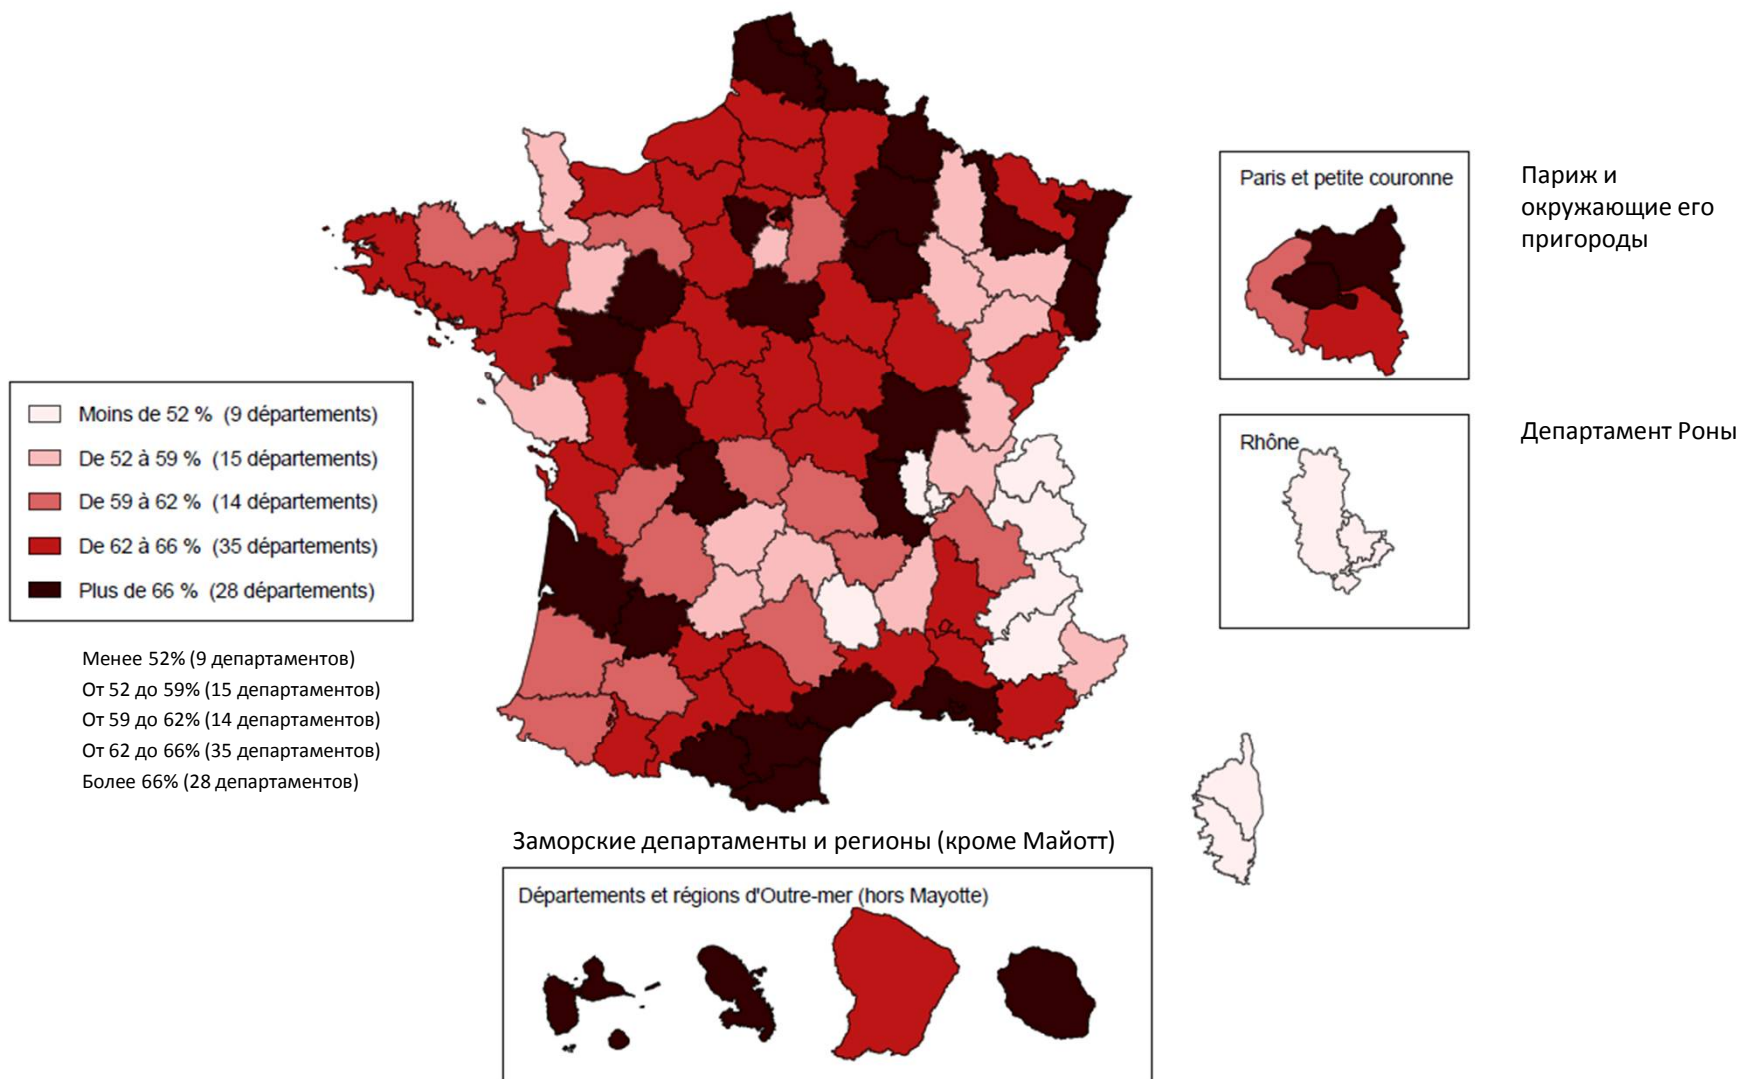 Paris et petite couronne
Париж и
окружающие его
пригороды
Moins de 52 % (9 départements)
De 52 à 59 % (15 départements)
De 59 à 62 % (14 départements)
De 62 à 66 % (35 départements)
Plus de 66 % (28 départements)
Rhône
Департамент Роны
Менее 52% (9 департаментов)
От 52 до 59% (15 департаментов)
От 59 до 62% (14 департаментов)
От 62 до 66% (35 департаментов)
Более 66% (28 департаментов)
Заморские департаменты и регионы (кроме Майотт)
Départements et régions d'Outre-mer (hors Mayotte)